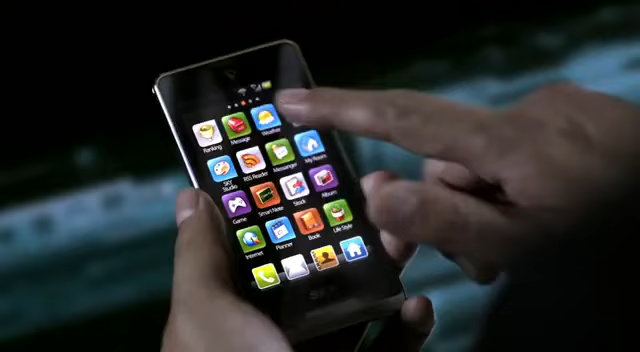 Ranking
Message
Weather
SKY Studio
RSS Reader
Messenger
My Room
Game
Smart Note
Stock
Album
Internet
Planner
Book
Life Style
SKY